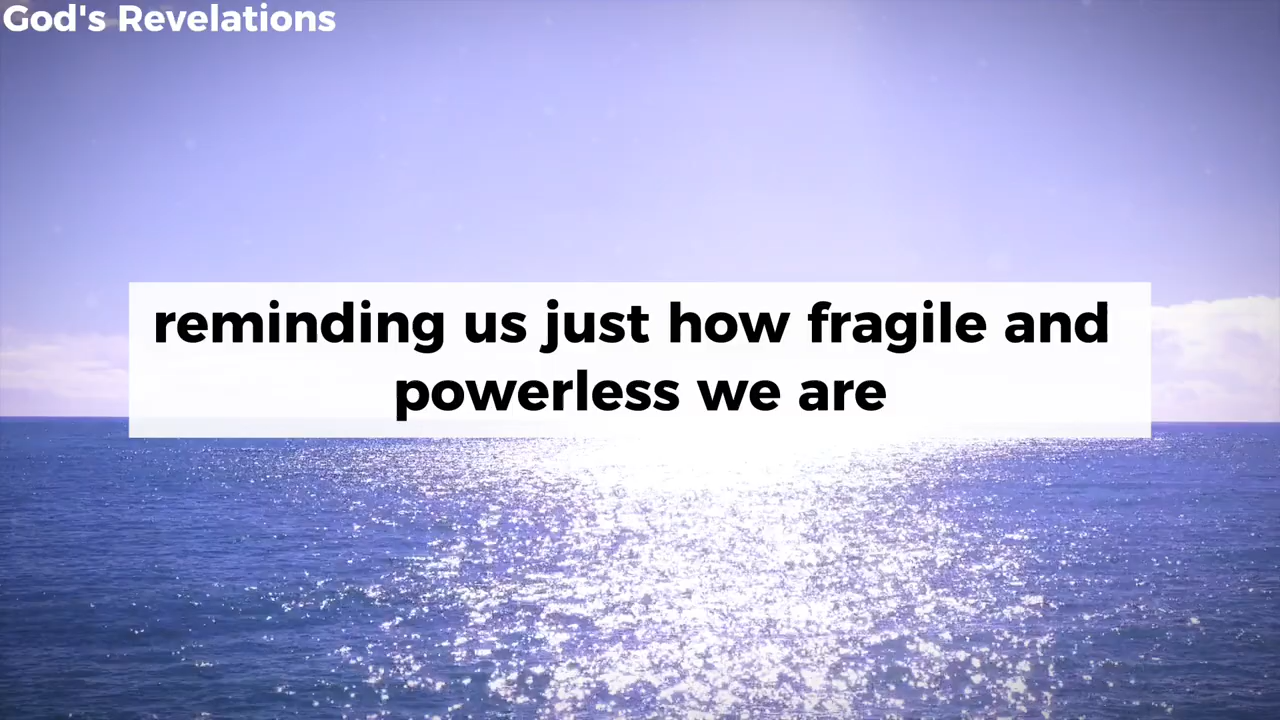 God's Revelations
reminding us just how fragile and
powerless we are